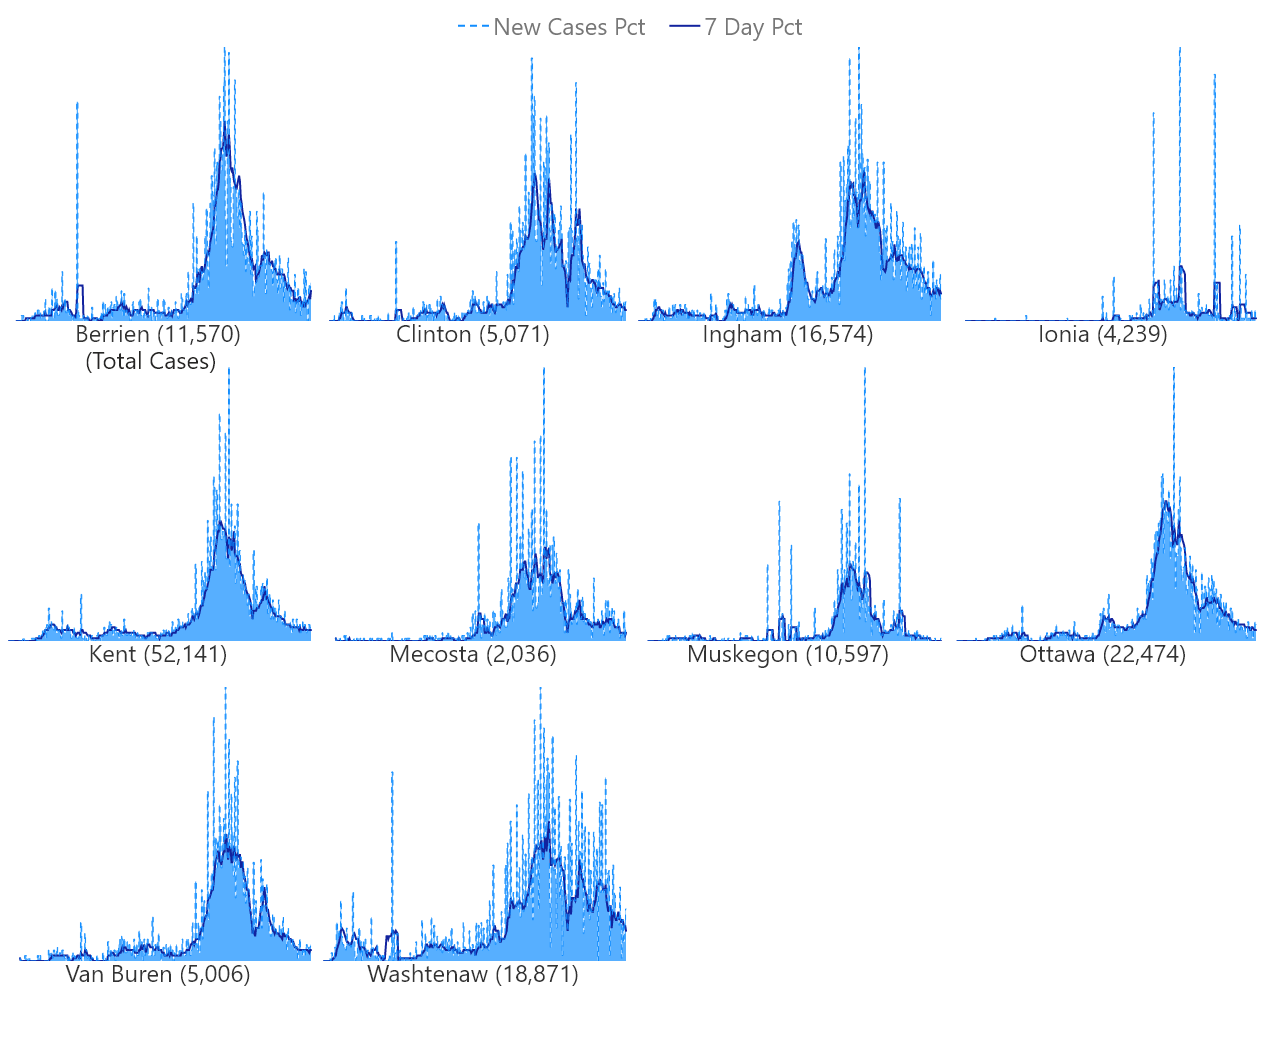 New Cases Pct 7 Day Pct
Berrien (11,570) Clinton (5,071) Ingham (16,574) Ionia (4,239)
(Total Cases)
Kent (52,141) Mecosta (2,036) Muskegon (10,597) Ottawa (22,474)
Van Buren (5,006) Washtenaw (18,871)